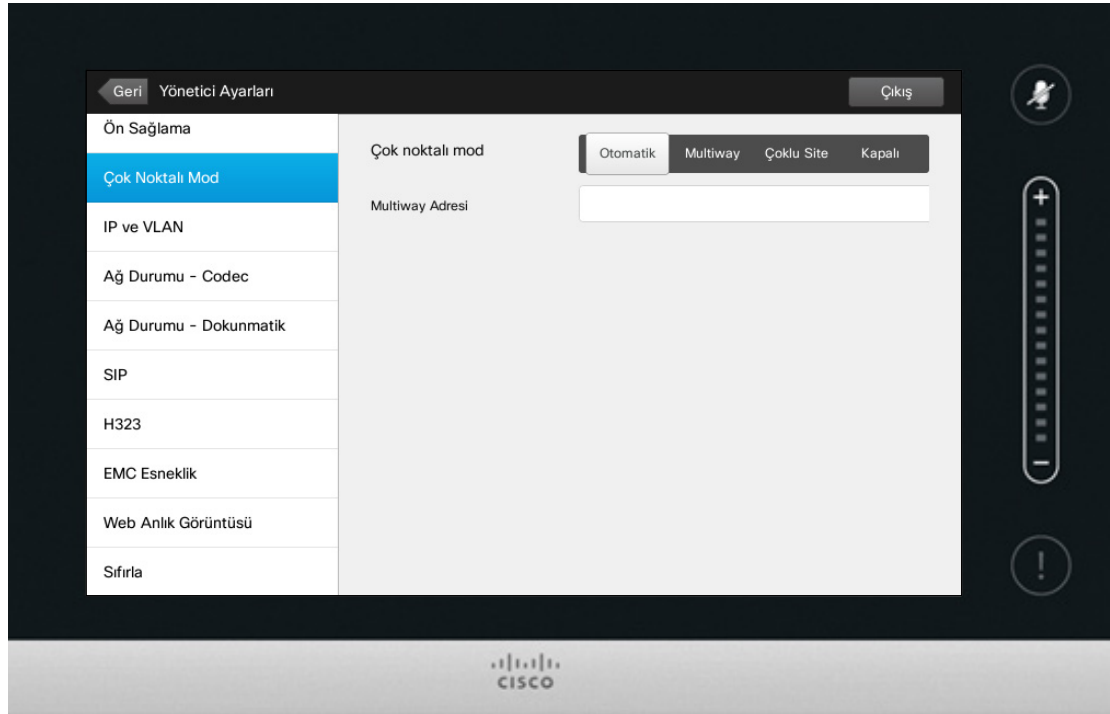 Geri Yönetici Ayarları Çıkış
Ön Sağlama
Çok Noktalı Mod
IP ve VLAN
Ağ Durumu - Codec
Ağ Durumu - Dokunmatik
SIP
H323
EMC Esneklik
Web Anlık Görüntüsü
Sıfırla
Çok noktalı mod Otomatik Multiway Çoklu Site Kapalı
Multiway Adresi
+
-
!
CISCO